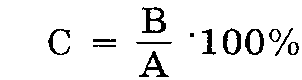 C = B/A · 100%